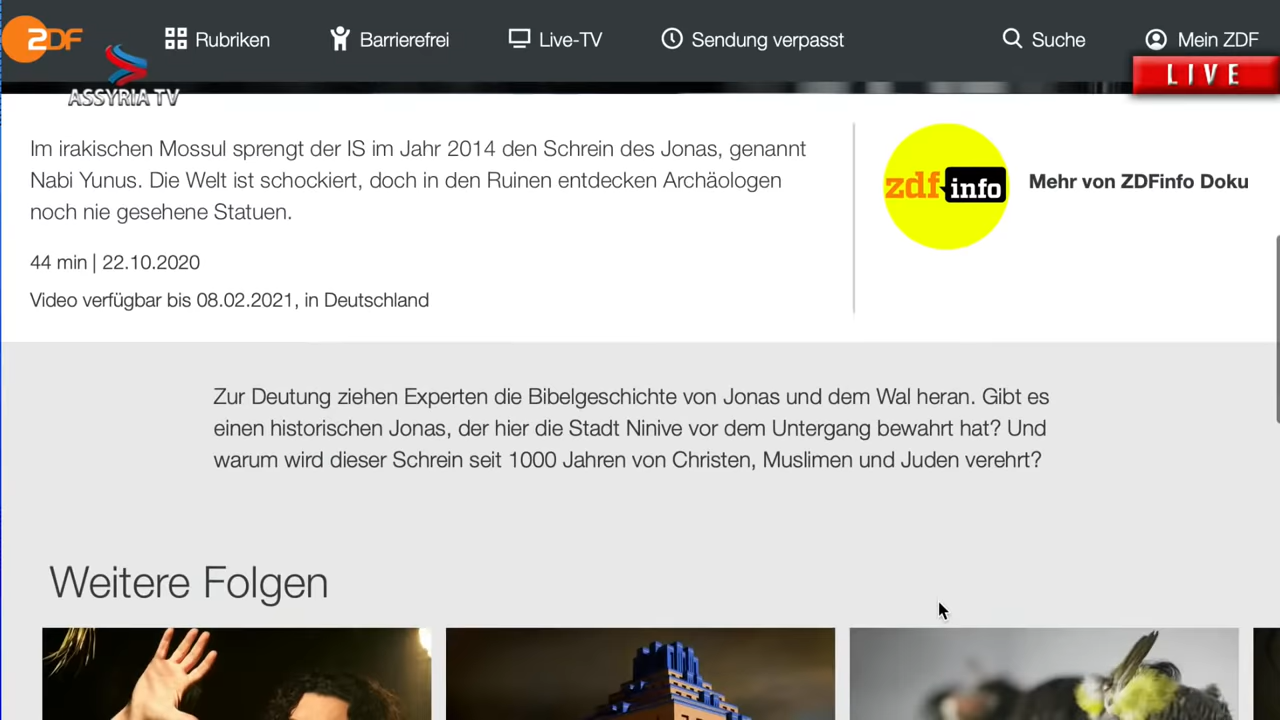 ZDF
Rubriken
Barrierefrei
Live-TV
Sendung verpasst
Suche
Mein ZDF
ASSYRIA TV
LIVE
Im irakischen Mossul sprengt der IS im Jahr 2014 den Schrein des Jonas, genannt
Nabi Yunus. Die Welt ist schockiert, doch in den Ruinen entdecken Archäologen
noch nie gesehene Statuen.
44 min | 22.10.2020
Video verfügbar bis 08.02.2021, in Deutschland
zdf info
Mehr von ZDFinfo Doku
Zur Deutung ziehen Experten die Bibelgeschichte von Jonas und dem Wal heran. Gibt es
einen historischen Jonas, der hier die Stadt Ninive vor dem Untergang bewahrt hat? Und
warum wird dieser Schrein seit 1000 Jahren von Christen, Muslimen und Juden verehrt?
Weitere Folgen